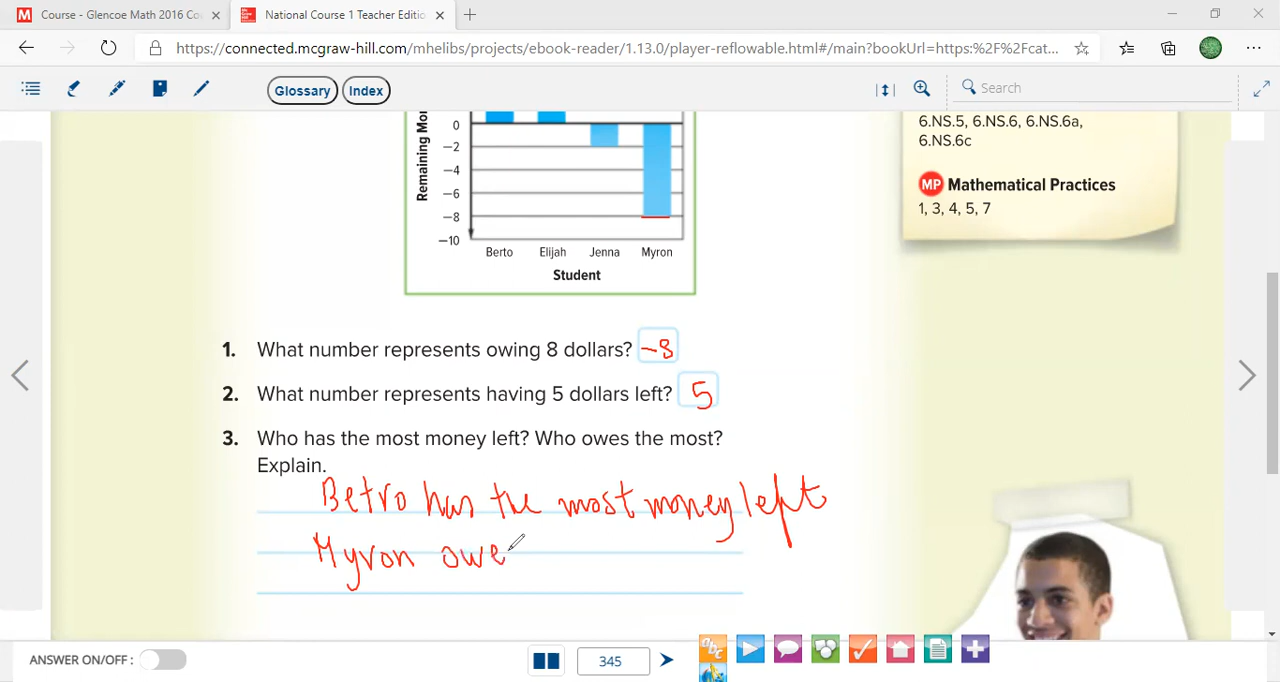 Course - Glencoe Math 2016 Co
National Course 1 Teacher Editio
https://connected.mcgraw-hill.com/mhelibs/projects/ebook-reader/1.13.0/player-reflowable.html#/main?bookUrl=https:%2F%2Fcat...
Glossary
Index
Search
Remaining Mo
0
−2
−4
−6
−8
−10
Berto Elijah Jenna Myron
Student
6.NS.5, 6.NS.6, 6.NS.6a,
6.NS.6c
MP Mathematical Practices
1, 3, 4, 5, 7
1. What number represents owing 8 dollars? −8
2. What number represents having 5 dollars left? 5
3. Who has the most money left? Who owes the most?
Explain.
Betro has the most money left
Myron owe
ANSWER ON/OFF:
345
abc